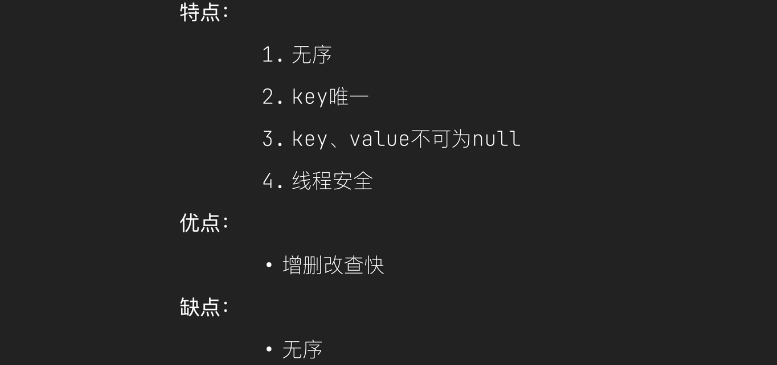 特点：
1. 无序
2. key唯一
3. key、value不可为null
4. 线程安全
优点：
• 增删改查快
缺点：
• 无序